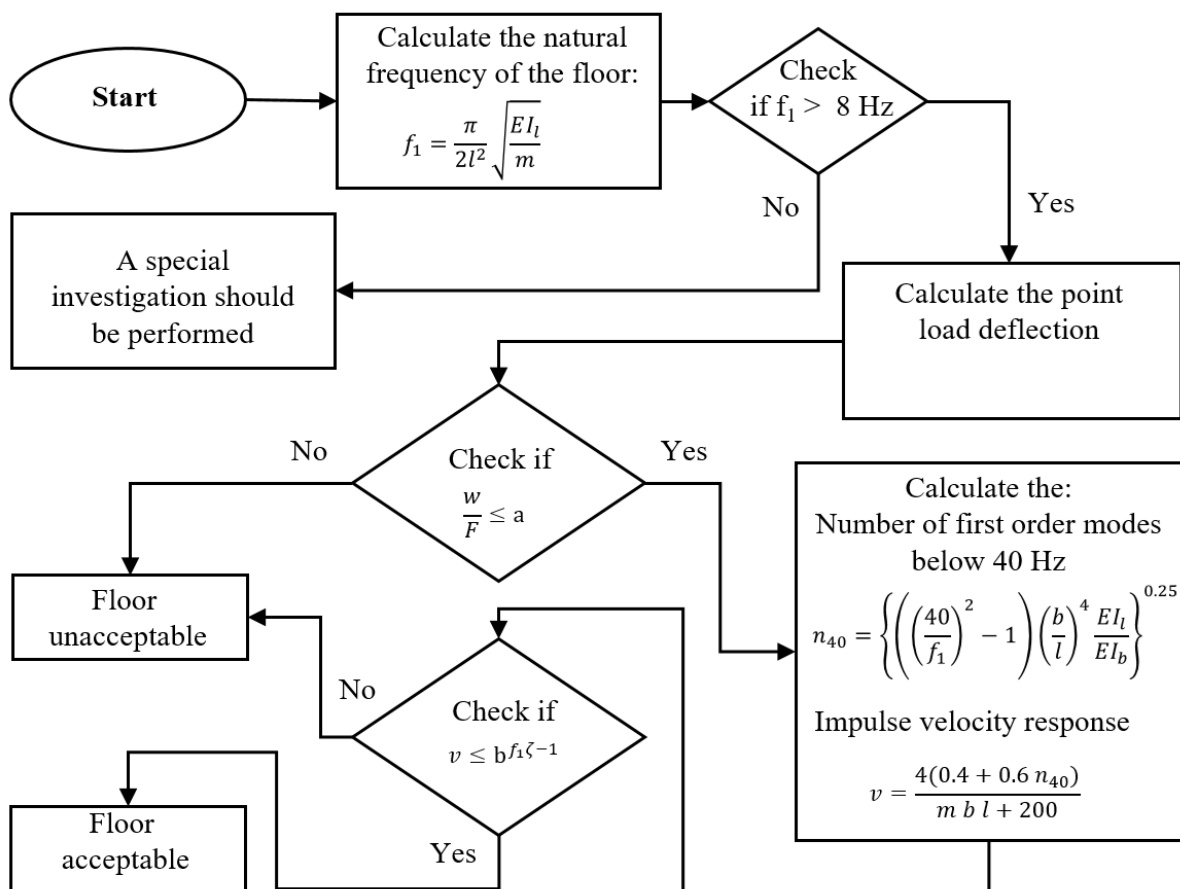 Start
Calculate the natural
frequency of the floor:
f₁ = π/2l² √(EIₗ/m)
Check
if f₁ > 8 Hz
No
Yes
A special
investigation should
be performed
Calculate the point
load deflection
No
Check if
w/F ≤ a
Yes
Calculate the:
Number of first order modes
below 40 Hz
n₄₀ = {((40/f₁)² − 1)(b/l)⁴ EIₗ/EI_b}^0.25
Impulse velocity response
v = 4(0.4 + 0.6 n₄₀)/(m b l + 200)
Floor
unacceptable
No
Check if
v ≤ b^(f₁ζ−1)
Yes
Floor
acceptable